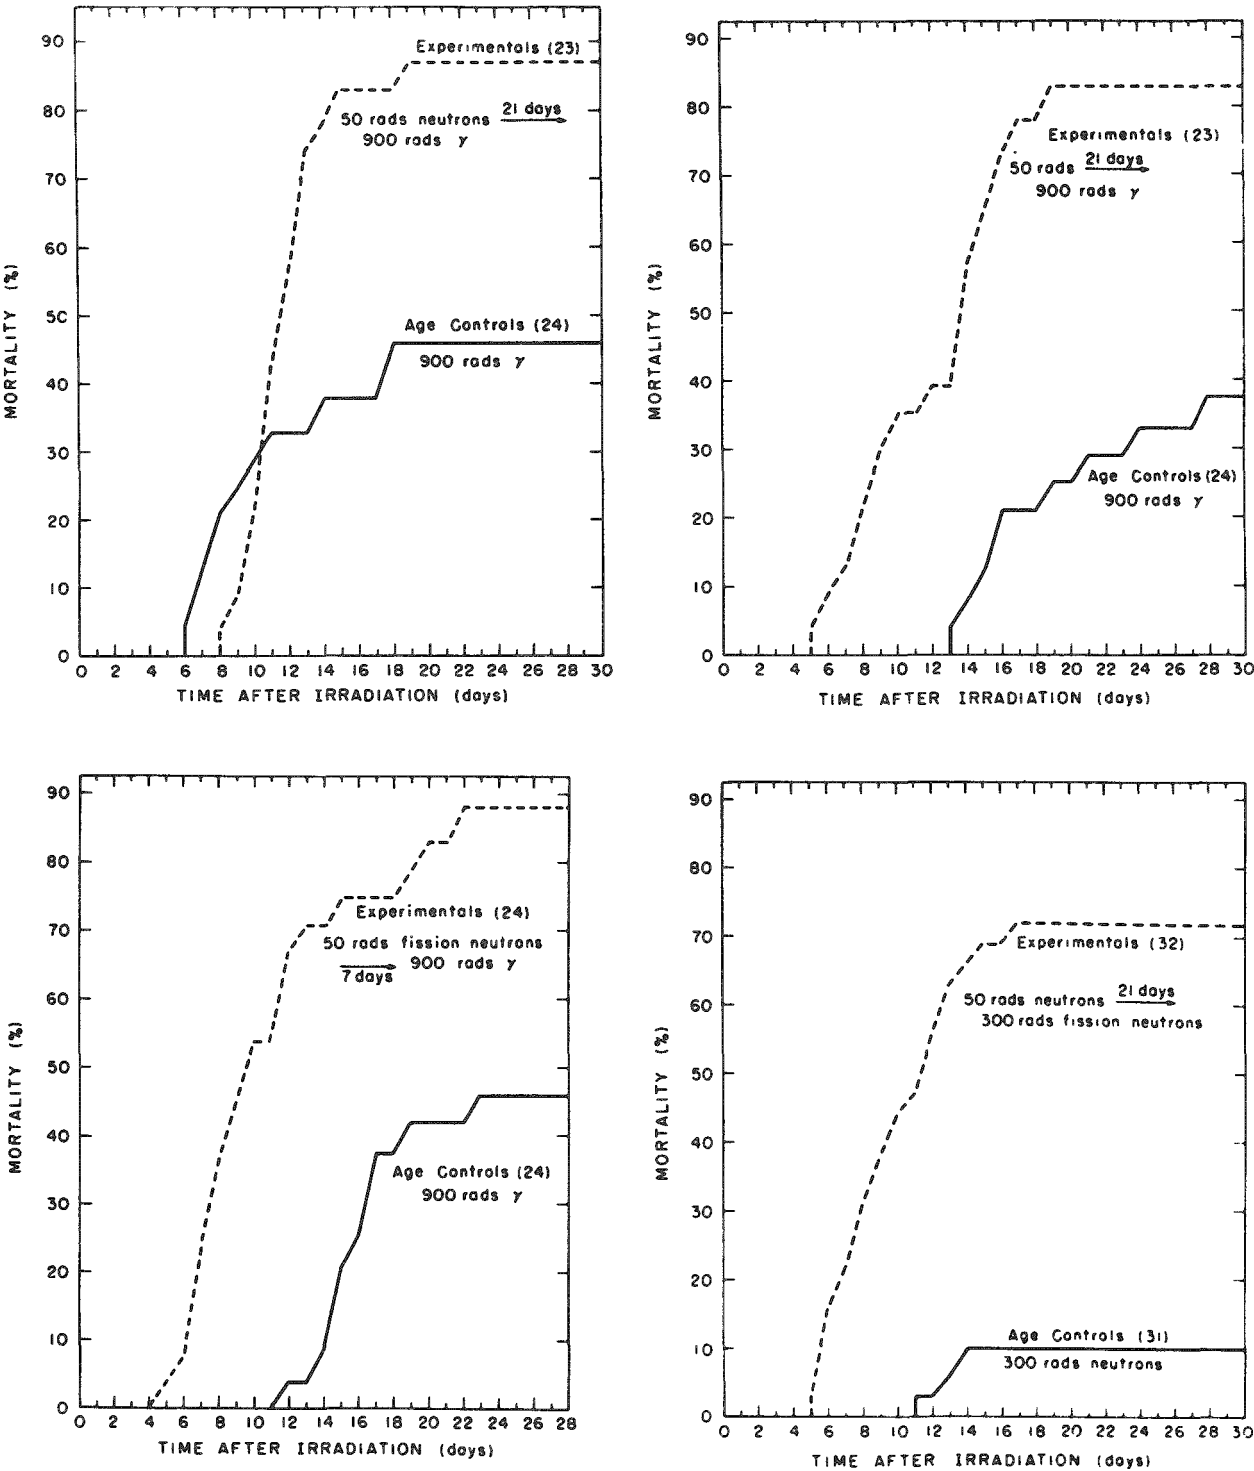 90
80
70
60
5C
40
30
20
10
0
MORTALITY (%)
Experimentals (23)
50 rads neutrons 21 days
900 rads γ
Age Controls (24)
900 rads γ
0 2 4 6 8 10 12 14 16 18 20 22 24 26 28 30
TIME AFTER IRRADIATION (days)
90
80
70
60
50
40
30
20
10
0
MORTALITY (%)
Experimentals (23)
50 rads 21 days
900 rads γ
Age Controls (24)
900 rads γ
0 2 4 6 8 10 12 14 16 18 20 22 24 26 28 30
TIME AFTER IRRADIATION (days)
90
80
70
60
50
40
30
20
10
0
MORTALITY (%)
Experimentals (24)
50 rads fission neutrons
7 days 900 rads γ
Age Controls (24)
900 rads γ
0 2 4 6 8 10 12 14 16 18 20 22 24 26 28
TIME AFTER IRRADIATION (days)
90
80
70
60
50
40
30
20
10
0
MORTALITY (%)
Experimentals (32)
50 rads neutrons 21 days
300 rads fission neutrons
Age Controls (31)
300 rads neutrons
0 2 4 6 8 10 12 14 16 18 20 22 24 26 28 30
TIME AFTER IRRADIATION (days)